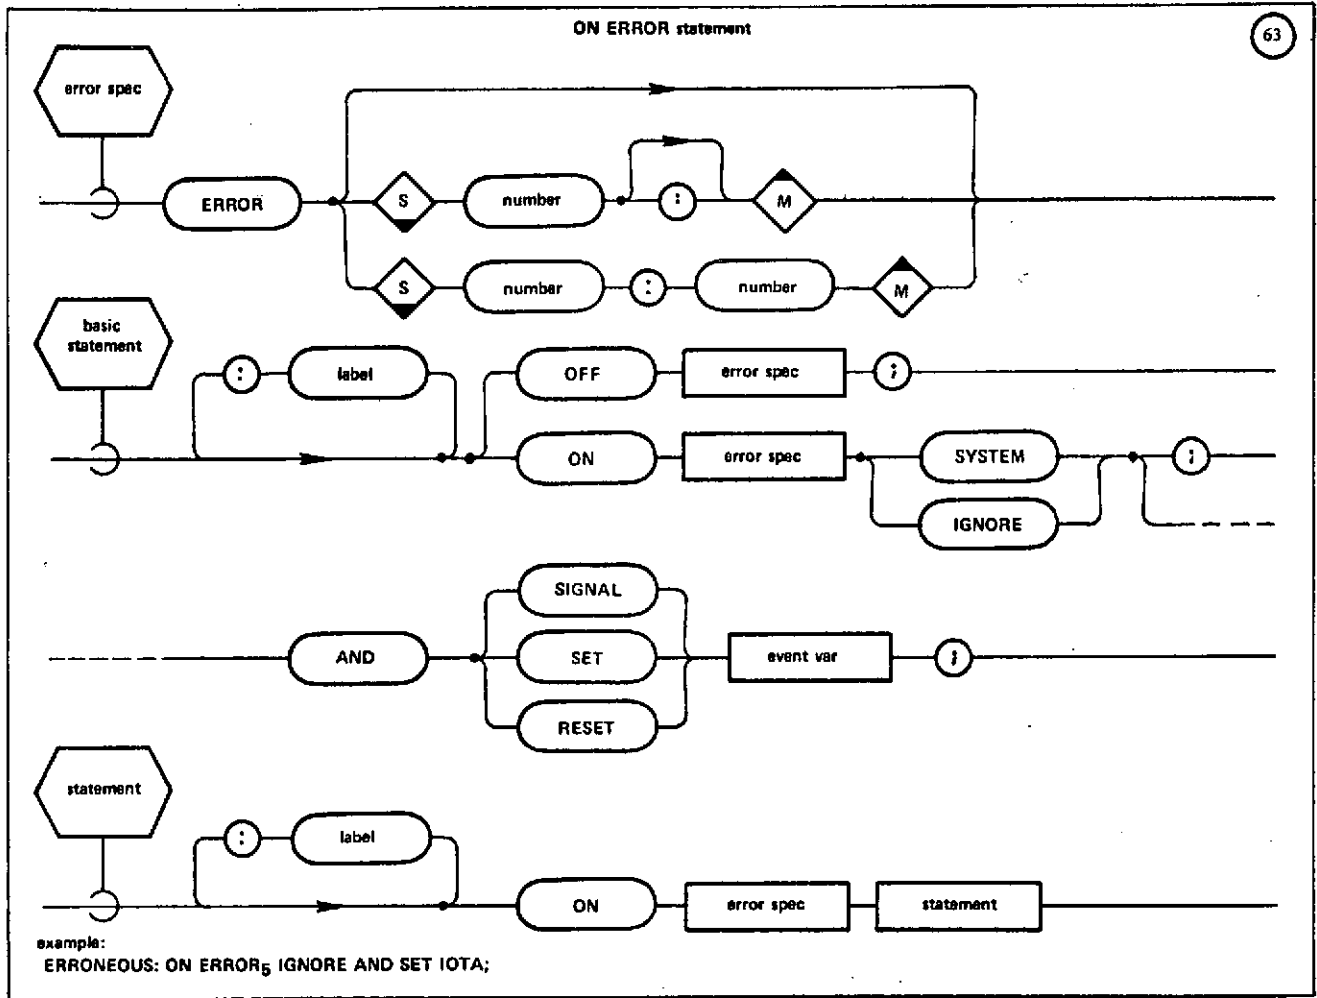 ON ERROR statement
63
error spec
ERROR
S
number
:
M
S
number
:
number
M
basic
statement
:
label
OFF
error spec
;
ON
error spec
SYSTEM
;
IGNORE
SIGNAL
AND
SET
event var
;
RESET
statement
:
label
ON
error spec
statement
example:
ERRONEOUS: ON ERROR5 IGNORE AND SET IOTA;